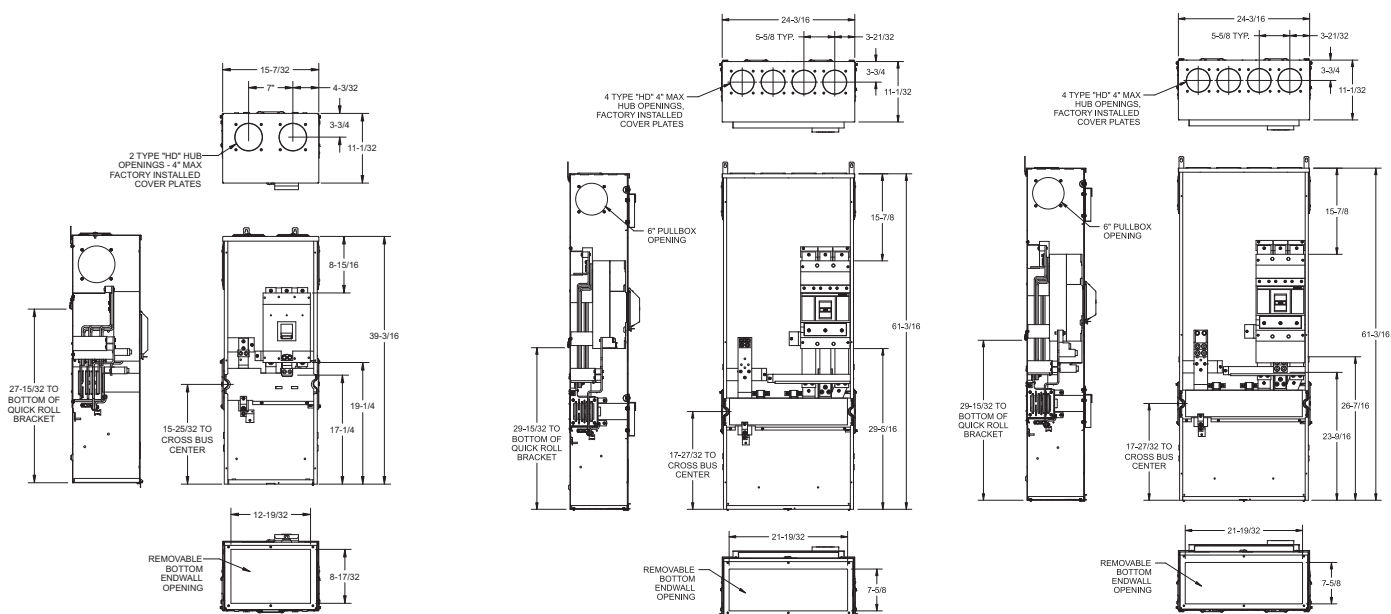 15-7/32
7"
4-3/32
3-3/4
11-1/32
2 TYPE "HD" HUB
OPENINGS - 4" MAX
FACTORY INSTALLED
COVER PLATES
8-15/16
39-3/16
27-15/32 TO
BOTTOM OF
QUICK ROLL
BRACKET
15-25/32 TO
CROSS BUS
CENTER
19-1/4
17-1/4
12-19/32
REMOVABLE
BOTTOM
ENDWALL
OPENING
8-17/32
24-3/16
5-5/8 TYP.
3-21/32
3-3/4
11-1/32
4 TYPE "HD" 4" MAX
HUB OPENINGS,
FACTORY INSTALLED
COVER PLATES
6" PULLBOX
OPENING
15-7/8
61-3/16
29-15/32 TO
BOTTOM OF
QUICK ROLL
BRACKET
17-27/32 TO
CROSS BUS
CENTER
29-5/16
21-19/32
REMOVABLE
BOTTOM
ENDWALL
OPENING
7-5/8
24-3/16
5-5/8 TYP.
3-21/32
3-3/4
11-1/32
4 TYPE "HD" 4" MAX
HUB OPENINGS,
FACTORY INSTALLED
COVER PLATES
6" PULLBOX
OPENING
15-7/8
61-3/16
29-15/32 TO
BOTTOM OF
QUICK ROLL
BRACKET
17-27/32 TO
CROSS BUS
CENTER
26-7/16
23-9/16
21-19/32
REMOVABLE
BOTTOM
ENDWALL
OPENING
7-5/8